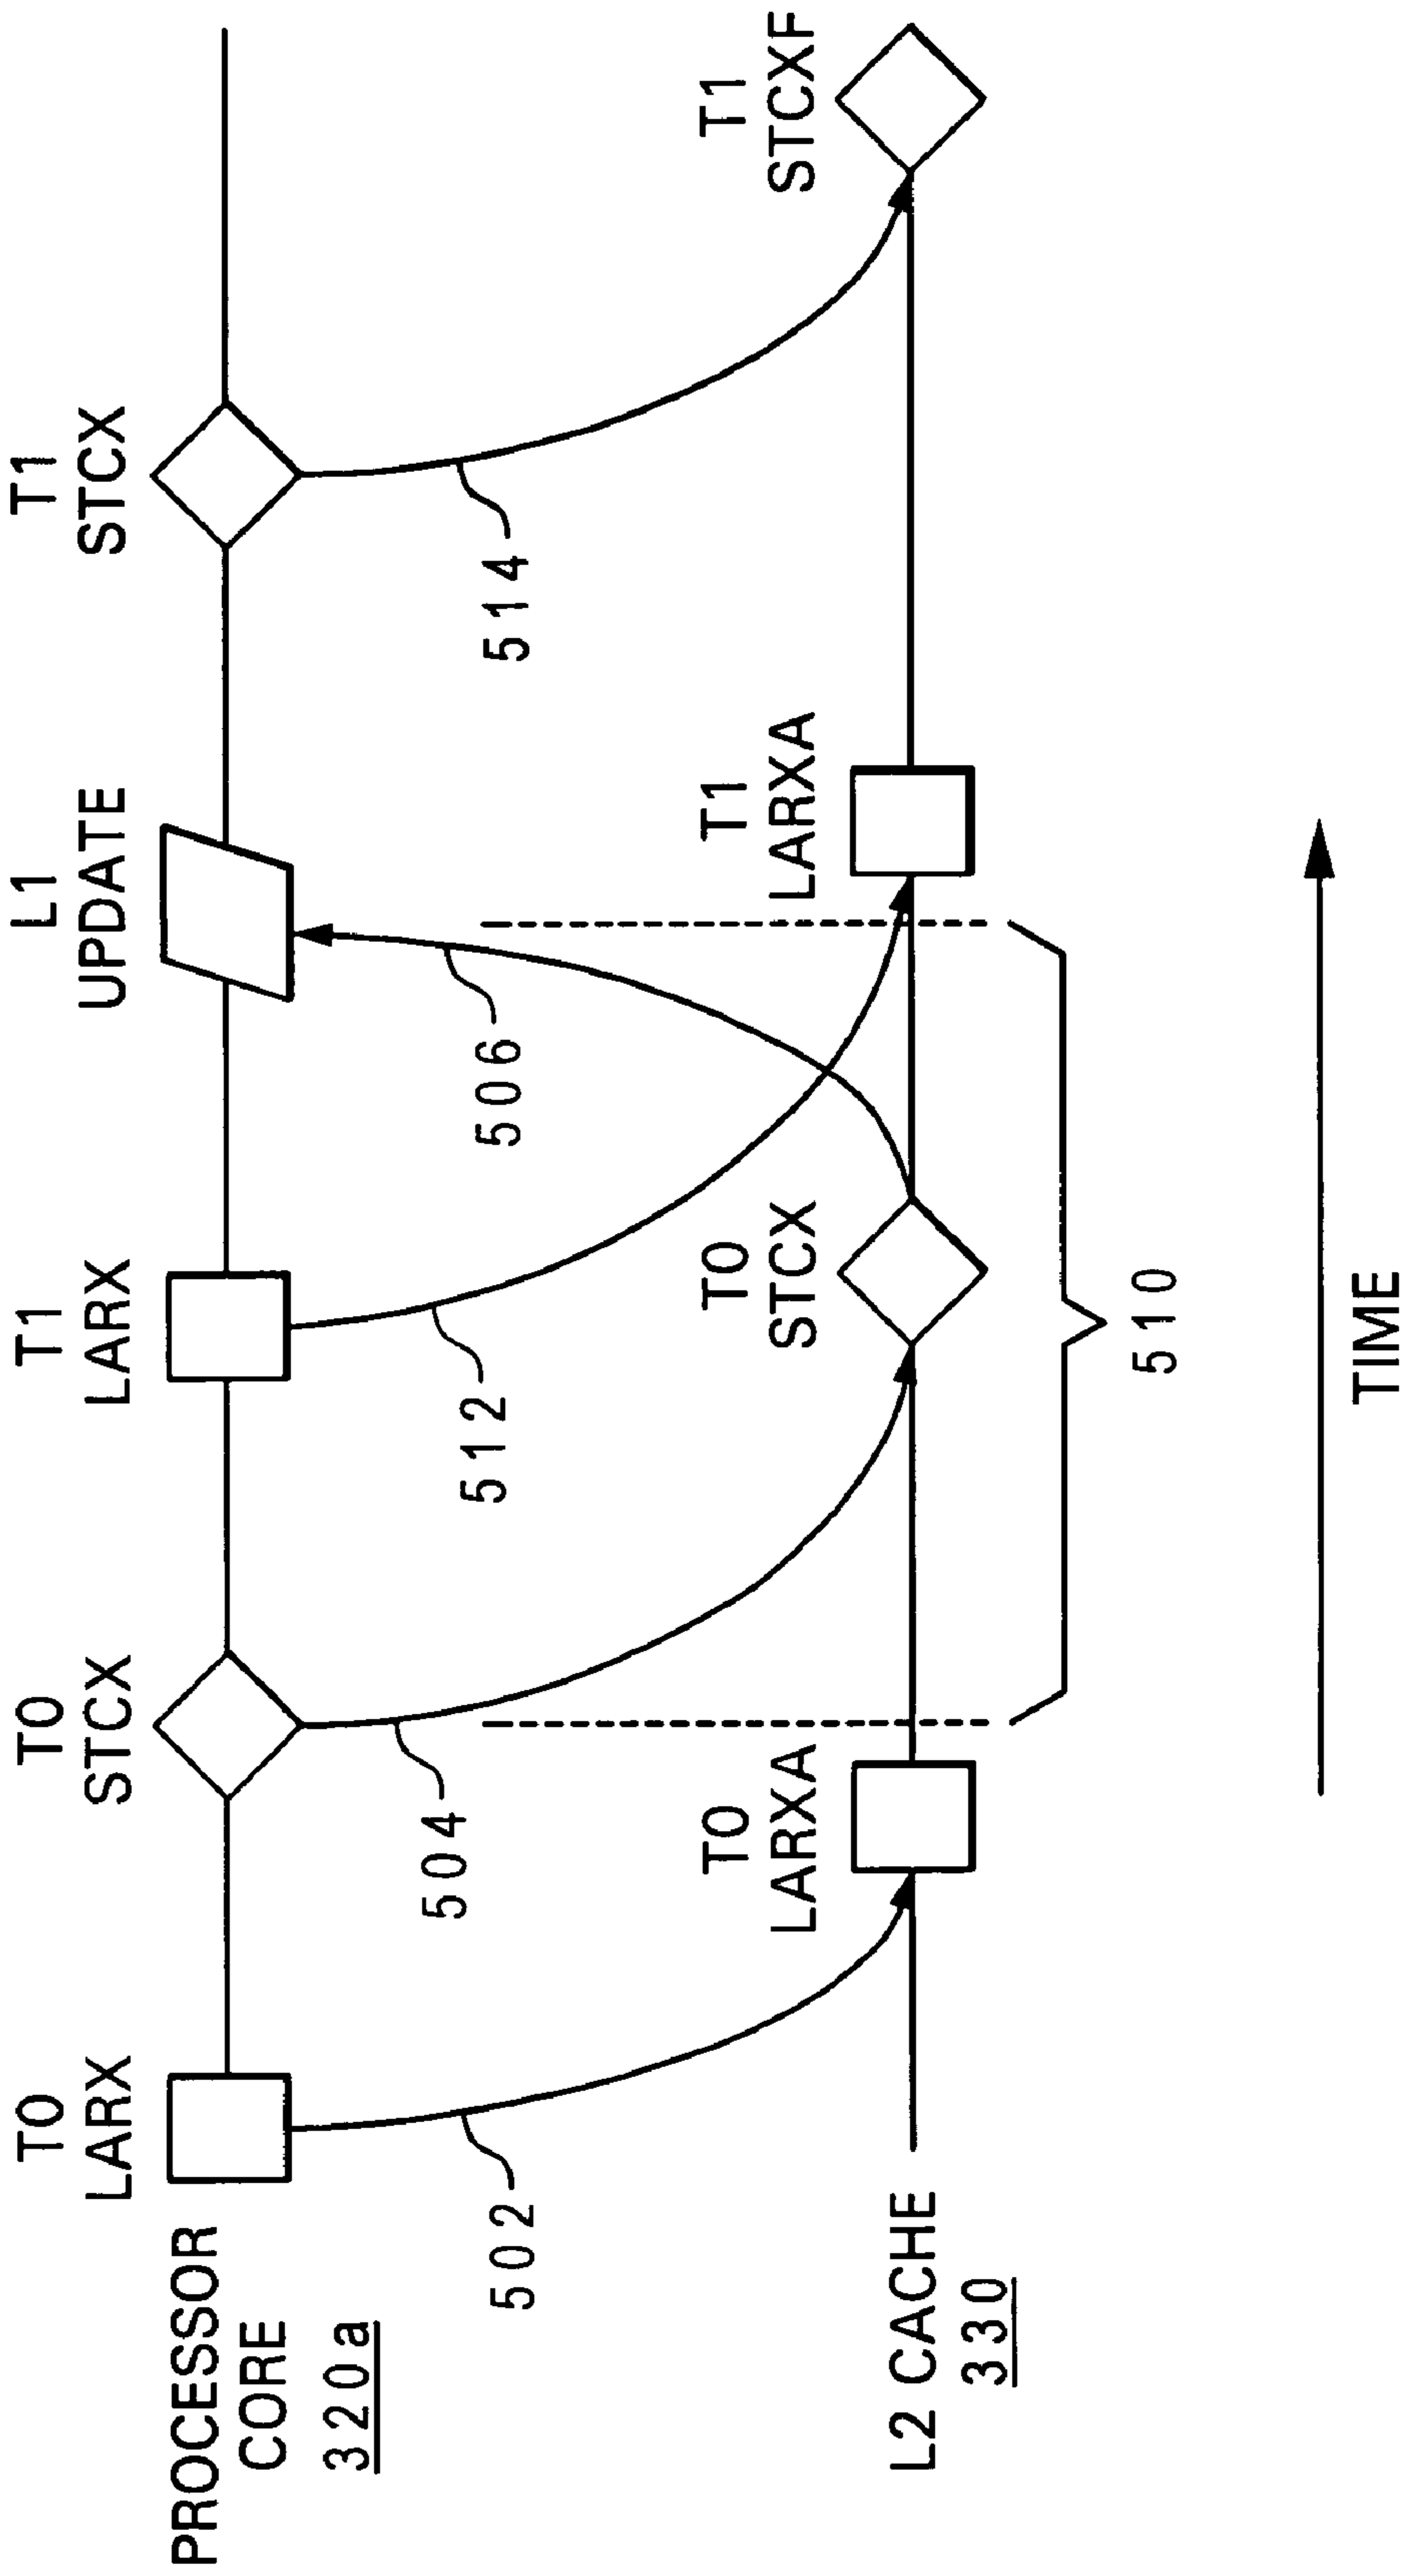 T0
LARX
T0
STCX
T1
LARX
L1
UPDATE
T1
STCX
PROCESSOR
CORE
320a
502
504
512
506
514
T0
LARXA
T0
STCX
T1
LARXA
T1
STCXF
L2 CACHE
330
510
TIME